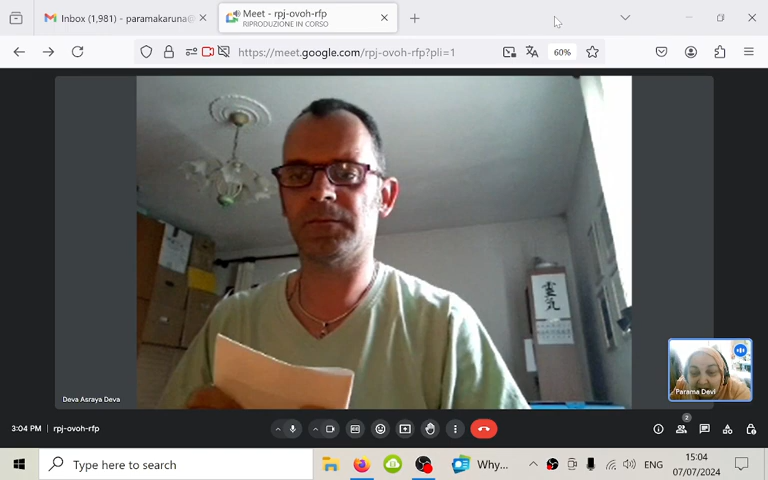 Inbox (1,981) - paramakaruna@
Meet - rpj-ovoh-rfp
RIPRODUZIONE IN CORSO
https://meet.google.com/rpj-ovoh-rfp?pli=1
60%
靈氣
Deva Asraya Deva
Parama Devi
3:04 PM | rpj-ovoh-rfp
2
Type here to search
Why...
ENG
15:04
07/07/2024